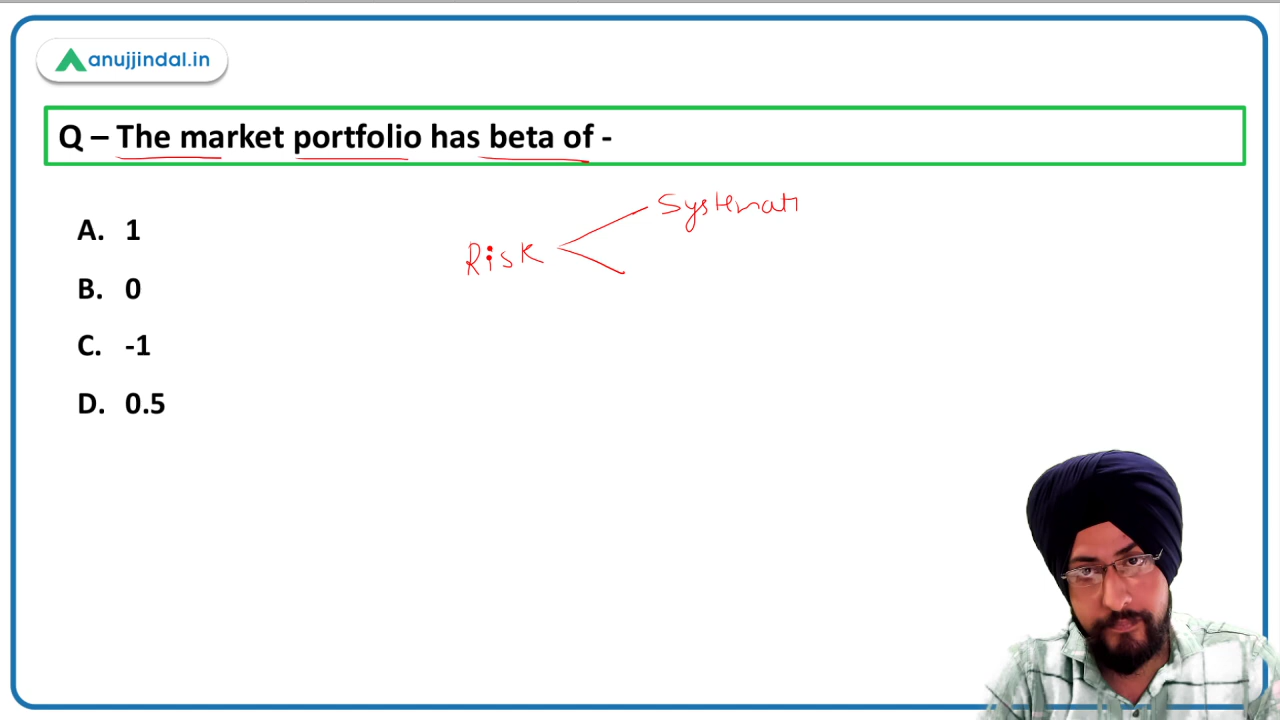 anujjindal.in
Q – The market portfolio has beta of -
A. 1
B. 0
C. -1
D. 0.5
Risk
Systemati